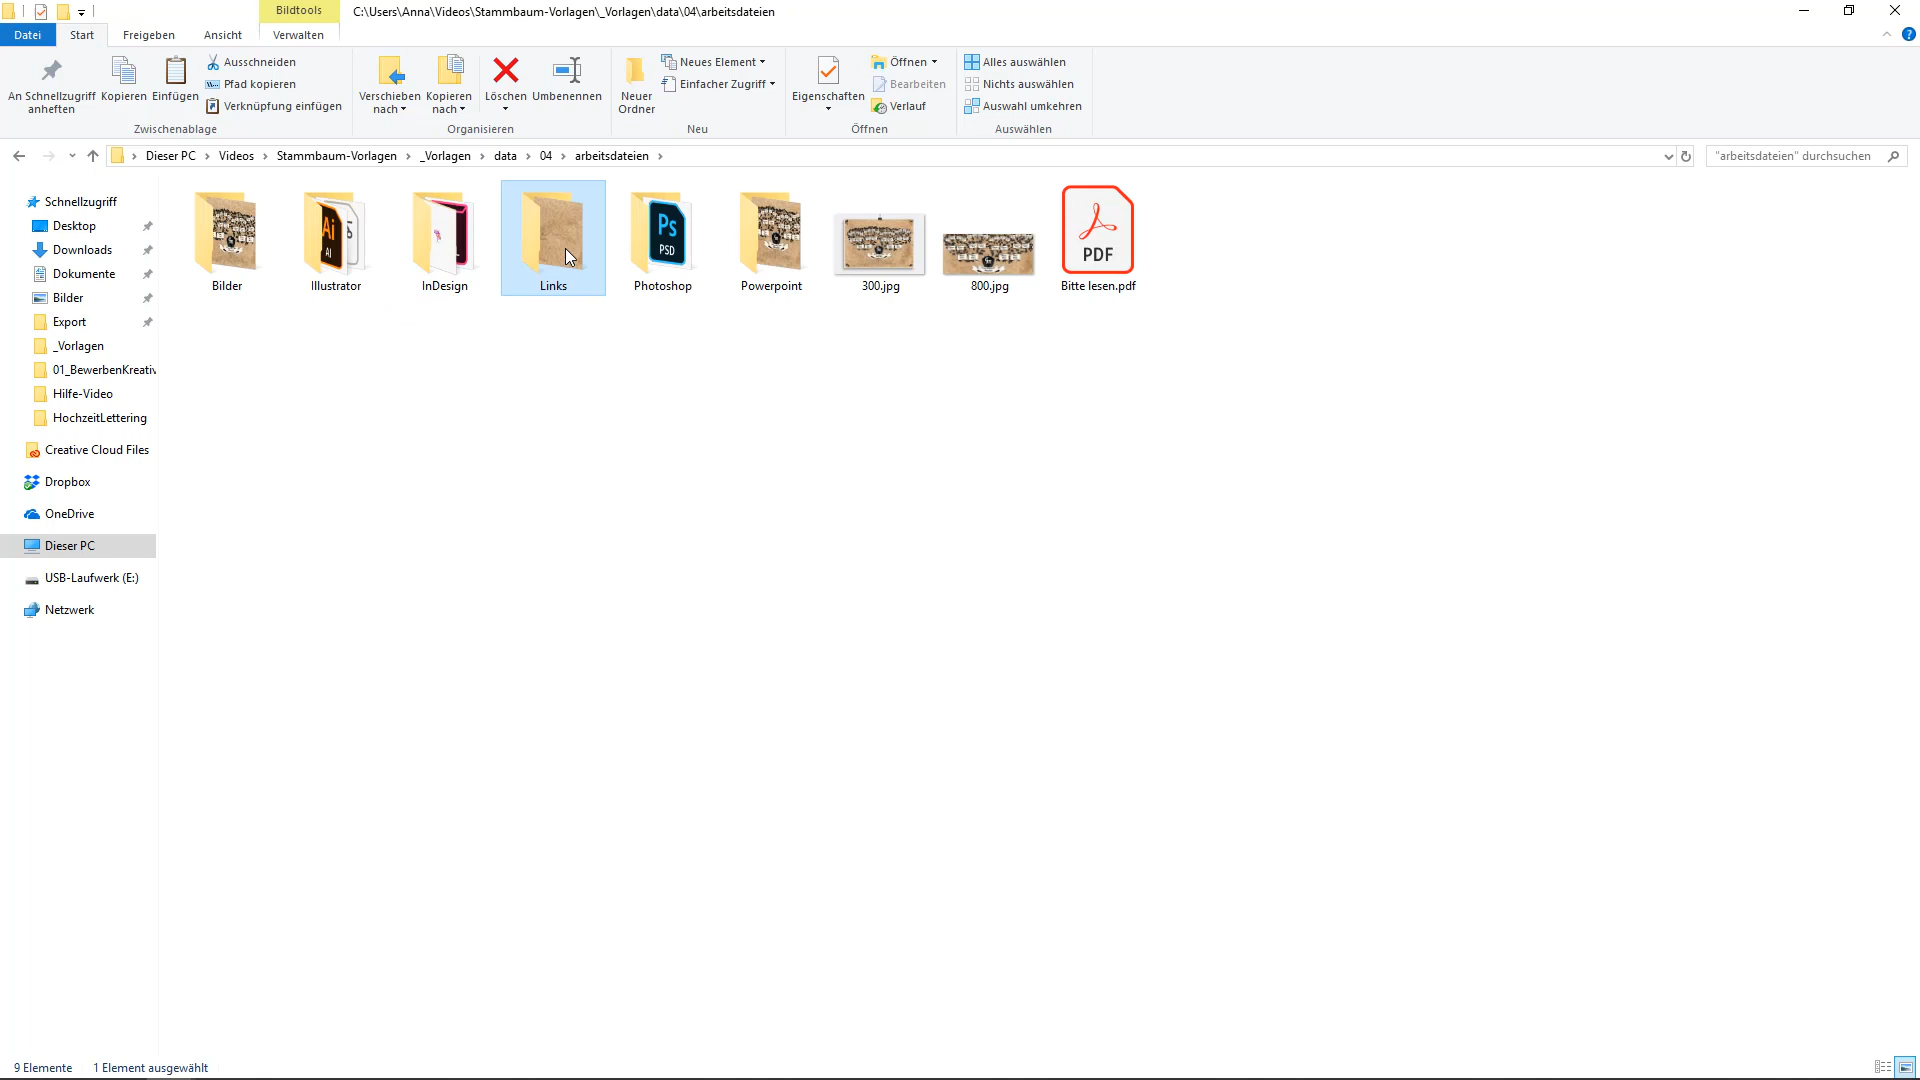 Bildtools
C:\Users\Anna\Videos\Stammbaum-Vorlagen\_Vorlagen\data\04\arbeitsdateien
Datei
Start
Freigeben
Ansicht
Verwalten
An Schnellzugriff
anheften
Kopieren
Einfügen
Ausschneiden
Pfad kopieren
Verknüpfung einfügen
Zwischenablage
Verschieben
nach
Kopieren
nach
Löschen
Umbenennen
Organisieren
Neuer
Ordner
Neues Element
Einfacher Zugriff
Neu
Eigenschaften
Öffnen
Bearbeiten
Verlauf
Öffnen
Alles auswählen
Nichts auswählen
Auswahl umkehren
Auswählen
Dieser PC > Videos > Stammbaum-Vorlagen > _Vorlagen > data > 04 > arbeitsdateien >
"arbeitsdateien" durchsuchen
Schnellzugriff
Desktop
Downloads
Dokumente
Bilder
Export
_Vorlagen
01_BewerbenKreativ
Hilfe-Video
HochzeitLettering
Creative Cloud Files
Dropbox
OneDrive
Dieser PC
USB-Laufwerk (E:)
Netzwerk
Ai
AI
Ps
PSD
PDF
Bilder
Illustrator
InDesign
Links
Photoshop
Powerpoint
300.jpg
800.jpg
Bitte lesen.pdf
9 Elemente
1 Element ausgewählt